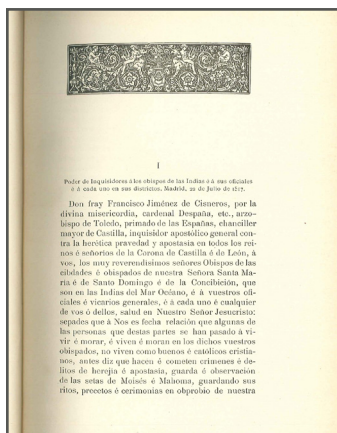 I
Poder de Inquisidores á los obispos de las Indias é á sus oficiales
é á cada uno en sus districtos. Madrid, 22 de Julio de 1517.
Don fray Francisco Jiménez de Cisneros, por la
divina misericordia, cardenal Despaña, etc., arzo-
bispo de Toledo, primado de las Españas, chanciller
mayor de Castilla, inquisidor apostólico general con-
tra la herética pravedad y apostasia en todos los rei-
nos é señortos de la Corona de Castilla é de León, á
vos, los muy reverendísimos señores Obispos de las
cibdades é obispados de nuestra Señora Santa Ma-
ría é de Santo Domingo é de la Concibición, que
son en las Indias del Mar Océano, é á vuestros ofi-
ciales é vicarios generales, é á cada uno é cualquier
de vos ó dellos, salud en Nuestro Señor Jesucristo:
sepades que á Nos es fecha relación que algunas de
las personas que destas partes se han pasado á vi-
vir é morar, é viven é moran en los dichos vuestros
obispados, no viven como buenos é católicos cristia-
nos, antes diz que hacen é cometen crímenes é de-
litos de herejía é apostasía, guarda é observación
de las setas de Moisés é Mahoma, guardando sus
ritos, precetos é cerimonias en obprobio de nuestra